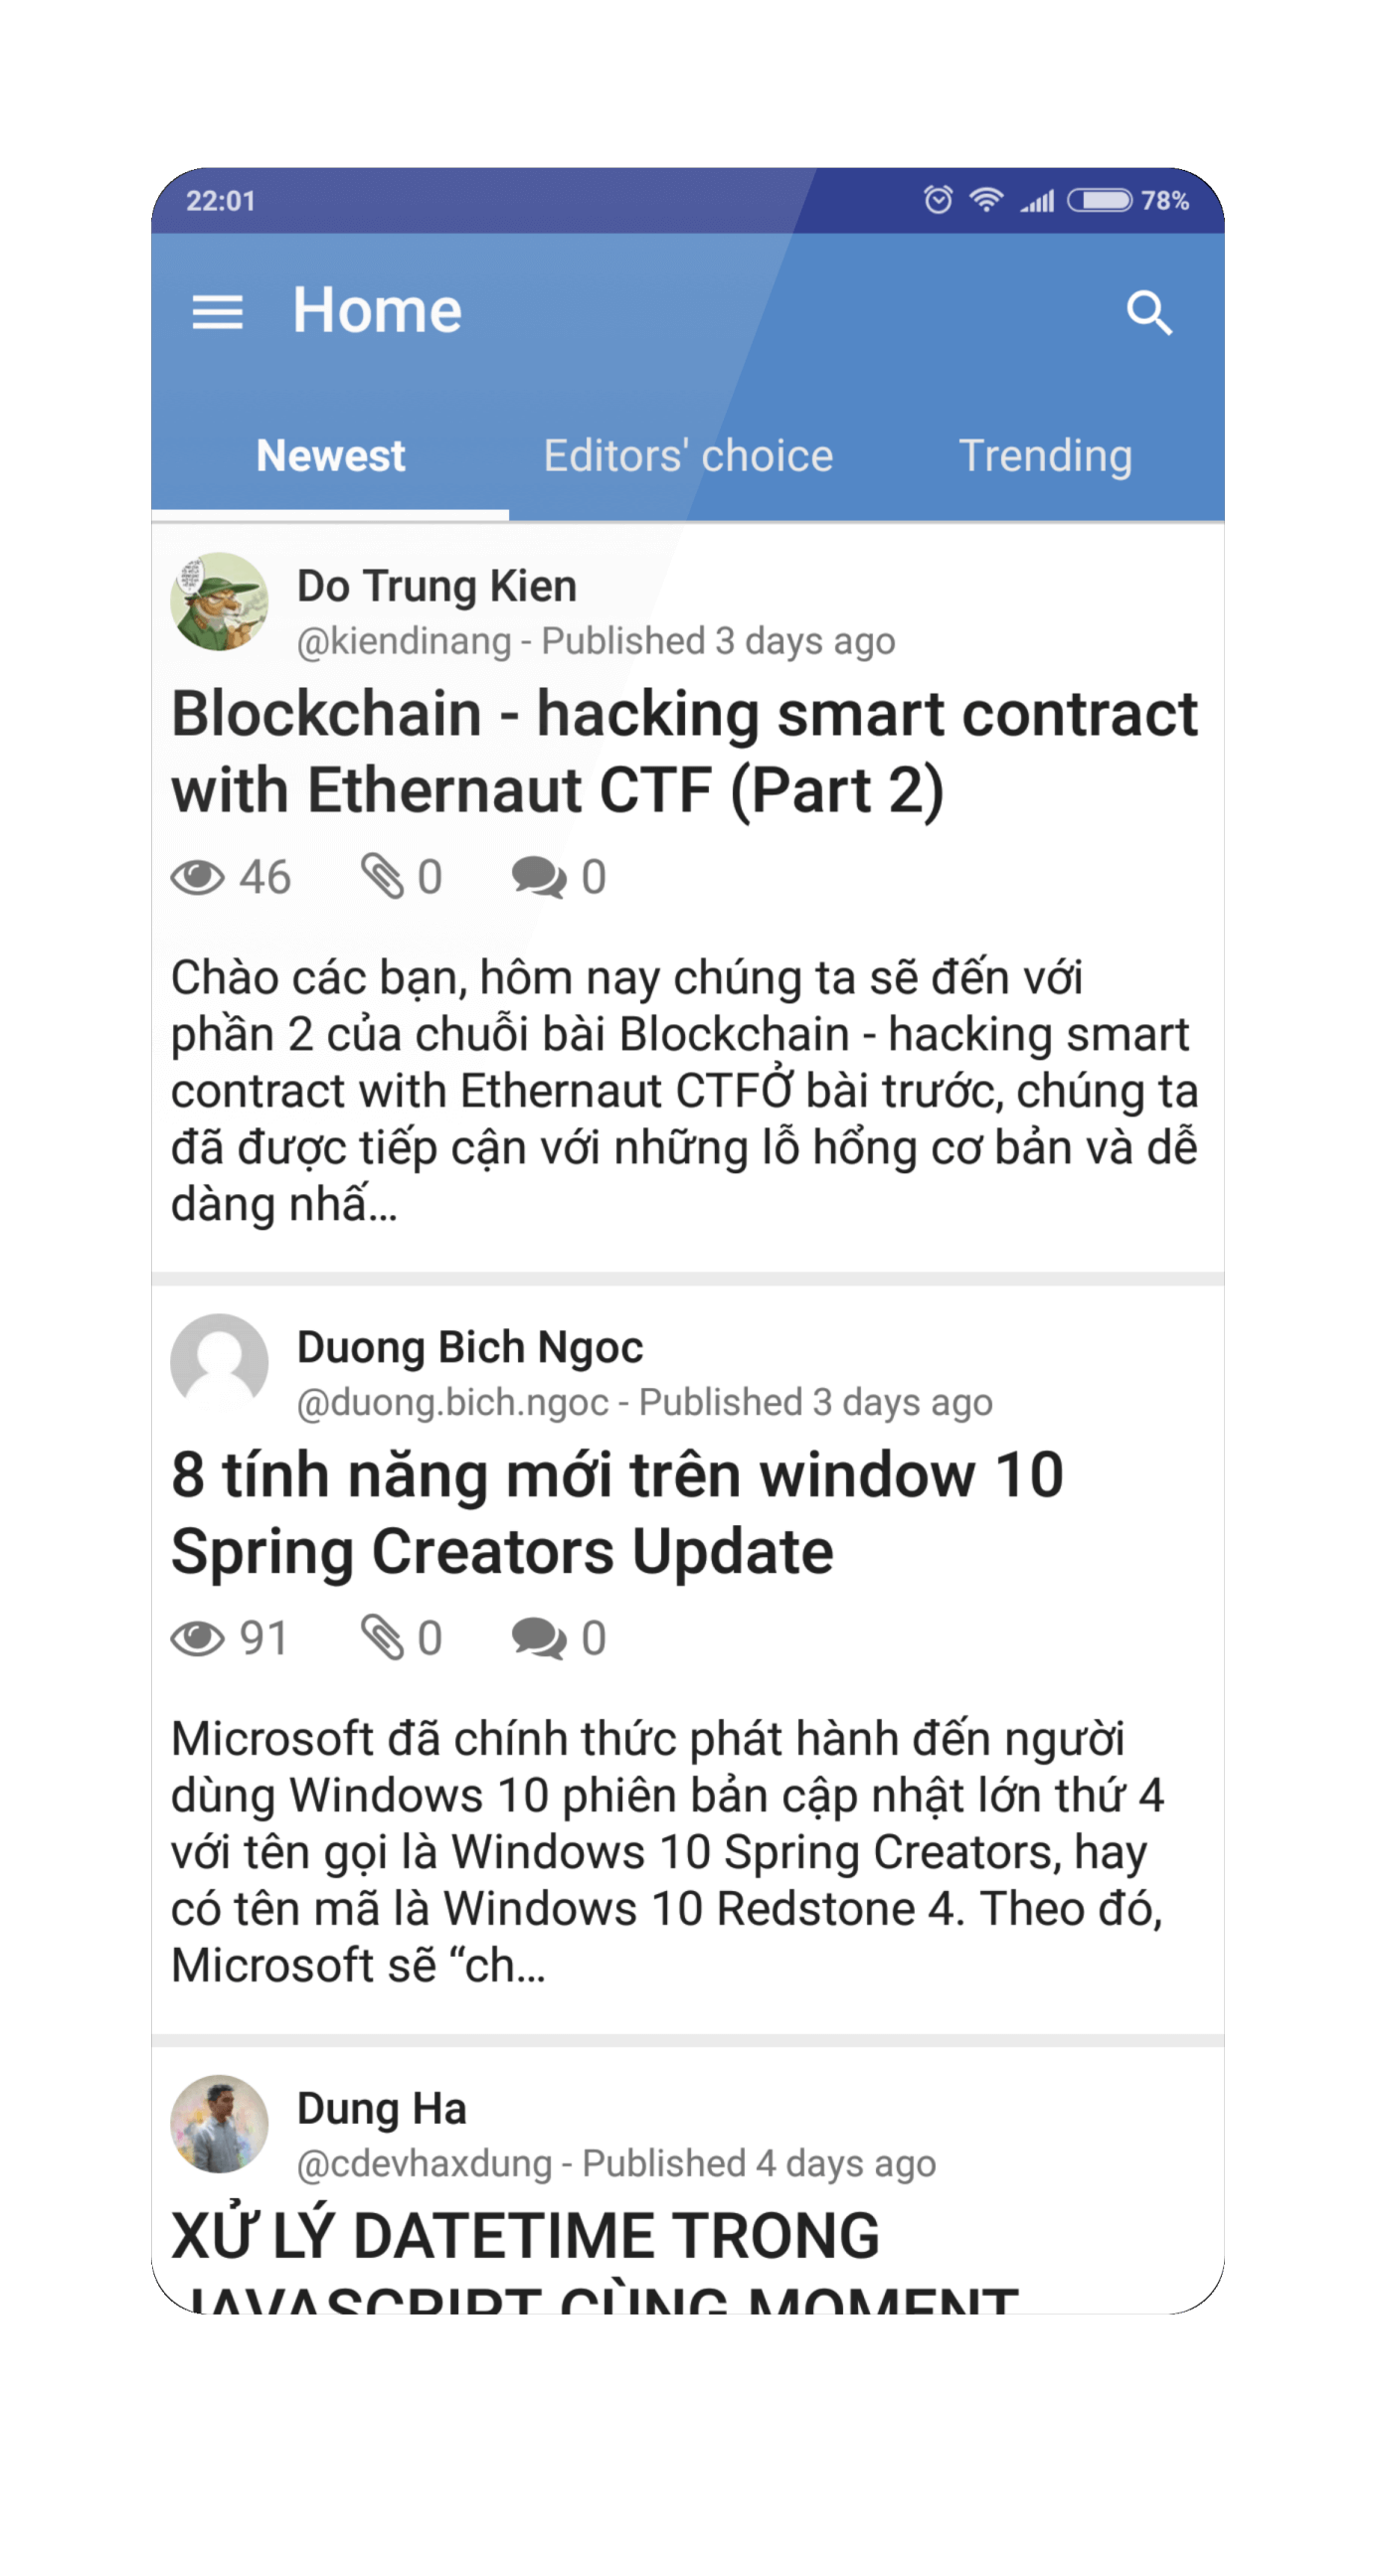 22:01 78%
Home
Newest Editors' choice Trending
Do Trung Kien
@kiendinang - Published 3 days ago
Blockchain - hacking smart contract
with Ethernaut CTF (Part 2)
46 0 0
Chào các bạn, hôm nay chúng ta sẽ đến với
phần 2 của chuỗi bài Blockchain - hacking smart
contract with Ethernaut CTFỞ bài trước, chúng ta
đã được tiếp cận với những lỗ hổng cơ bản và dễ
dàng nhấ...
Duong Bich Ngoc
@duong.bich.ngoc - Published 3 days ago
8 tính năng mới trên window 10
Spring Creators Update
91 0 0
Microsoft đã chính thức phát hành đến người
dùng Windows 10 phiên bản cập nhật lớn thứ 4
với tên gọi là Windows 10 Spring Creators, hay
có tên mã là Windows 10 Redstone 4. Theo đó,
Microsoft sẽ “ch...
Dung Ha
@cdevhaxdung - Published 4 days ago
XỬ LÝ DATETIME TRONG
JAVASCRIPT CÙNG MOMENT